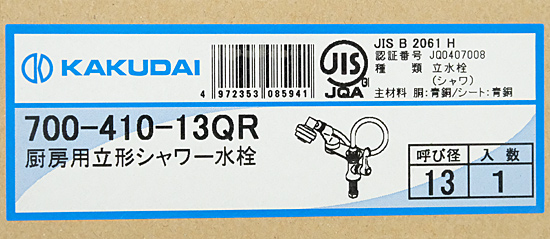 KAKUDAI
4 972353 085941
JIS
JQA
JIS B 2061 H
認証番号 JQ0407008
種類 立水栓
(シャワ)
主材料 胴:青銅/シート:青銅
700-410-13QR
厨房用立形シャワー水栓
呼び径 入数
13 1